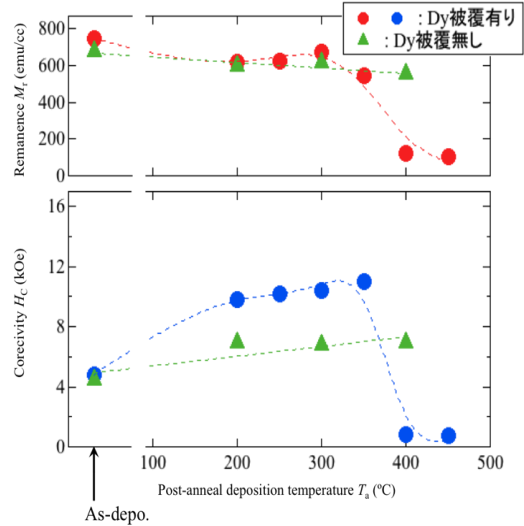 : Dy被覆有り
: Dy被覆無し
Remanence Mr (emu/cc)
800
600
400
200
0
Corecivity HC (kOe)
16
12
8
4
0
100
200
300
400
500
Post-anneal deposition temperature Ta (ºC)
As-depo.